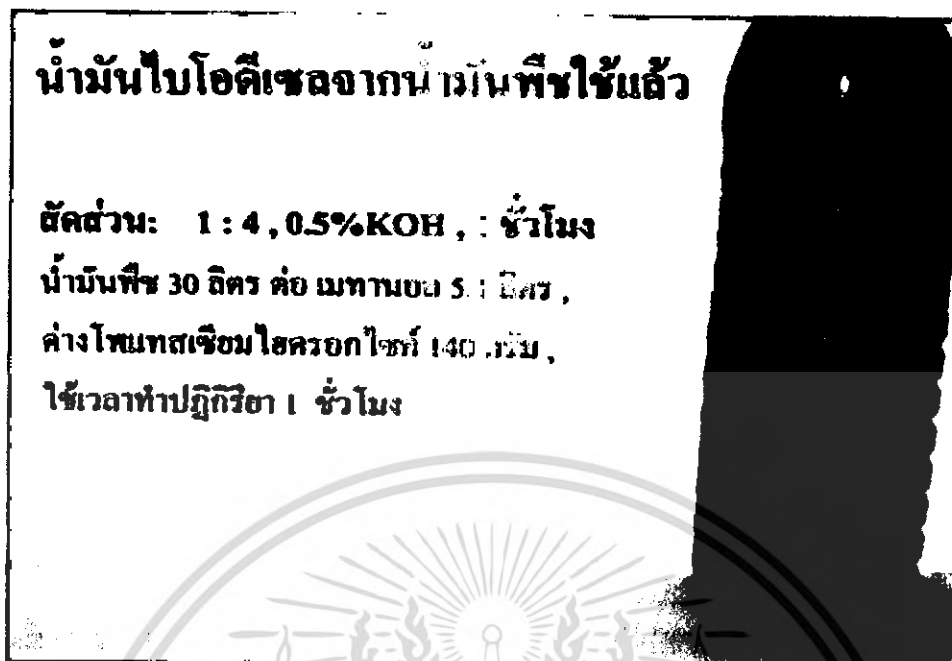 น้ำมันไบโอดีเซลจากน้ำมันพืชใช้แล้ว
สัดส่วน: 1 : 4 , 0.5%KOH , ชั่วโมง
น้ำมันพืช 30 ลิตร ต่อ เมทานอล ลิตร ,
ด่างโพแทสเซียมไฮดรอกไซด์ 140 กรัม ,
ใช้เวลาทำปฏิกิริยา 1 ชั่วโมง